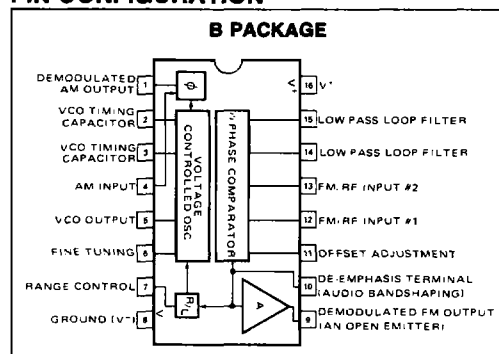 PIN CONFIGURATION
B PACKAGE
DEMODULATED
AM OUTPUT
1
VCO TIMING
CAPACITOR
2
VCO TIMING
CAPACITOR
3
AM INPUT
4
VCO OUTPUT
5
FINE TUNING
6
RANGE CONTROL
7
GROUND (V⁻)
8
φ
VOLTAGE
CONTROLLED OSC
R/L
V
PHASE COMPARATOR
A
V+
16 V⁺
15 LOW PASS LOOP FILTER
14 LOW PASS LOOP FILTER
13 FM/RF INPUT #2
12 FM/RF INPUT #1
11 OFFSET ADJUSTMENT
10 DE-EMPHASIS TERMINAL
(AUDIO BANDSHAPING)
9 DEMODULATED FM OUTPUT
(AN OPEN EMITTER)